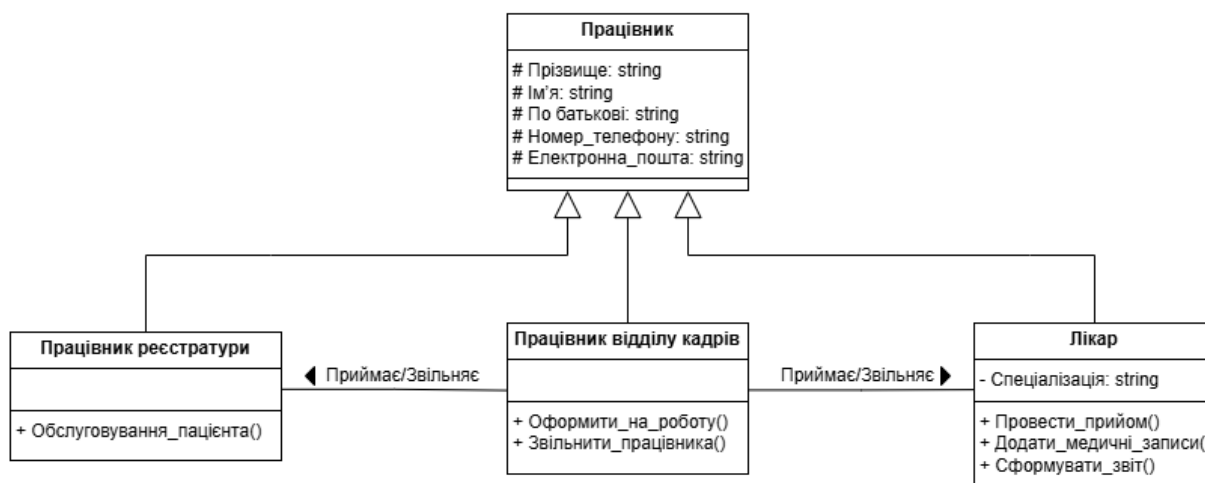 Працівник
# Прізвище: string
# Ім'я: string
# По батькові: string
# Номер_телефону: string
# Електронна_пошта: string
Працівник реєстратури
+ Обслуговування_пацієнта()
Приймає/Звільняє
Працівник відділу кадрів
+ Оформити_на_роботу()
+ Звільнити_працівника()
Приймає/Звільняє
Лікар
- Спеціалізація: string
+ Провести_прийом()
+ Додати_медичні_записи(
+ Сформувати_звіт()